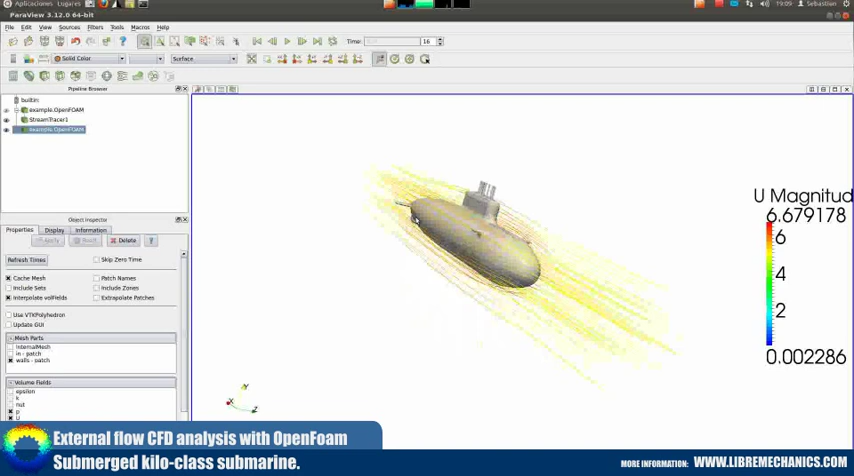 Aplicaciones Lugares
19:09 Sebastian
ParaView 3.12.0 64-bit
File Edit View Sources Filters Tools Macros Help
Time: 16
Solid Color Surface
Pipeline Browser
builtin:
example.OpenFOAM
StreamTracer1
example.OpenFOAM
Object Inspector
Properties Display Information
Apply Reset Delete ?
Refresh Times Skip Zero Time
Cache Mesh Patch Names
Include Sets Include Zones
Interpolate volFields Extrapolate Patches
Use VTKPolyhedron
Update GUI
Mesh Parts
internalMesh
in - patch
walls - patch
Volume Fields
epsilon
k
nut
p
U
U Magnitud
6.679178
6
4
2
0.002286
Y
X
Z
External flow CFD analysis with OpenFoam
Submerged kilo-class submarine.
MORE INFORMATION: WWW.LIBREMECHANICS.COM